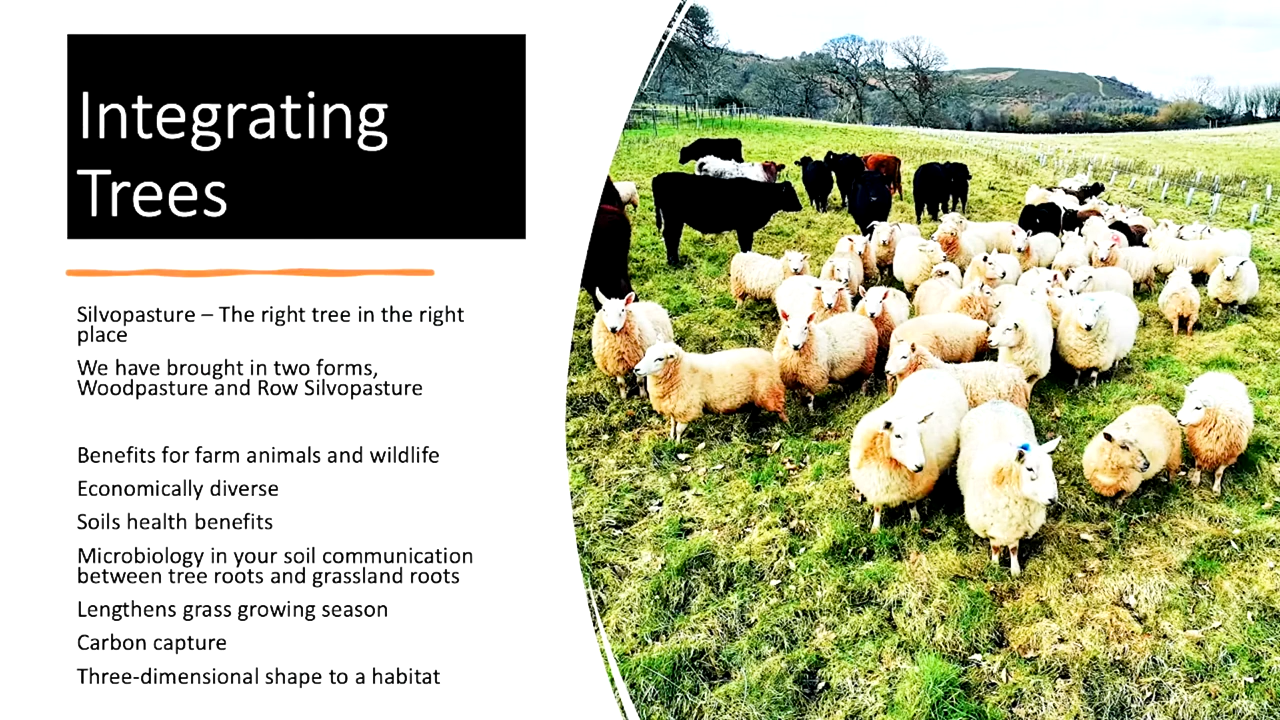 Integrating
Trees
Silvopasture – The right tree in the right
place
We have brought in two forms,
Woodpasture and Row Silvopasture
Benefits for farm animals and wildlife
Economically diverse
Soils health benefits
Microbiology in your soil communication
between tree roots and grassland roots
Lengthens grass growing season
Carbon capture
Three-dimensional shape to a habitat